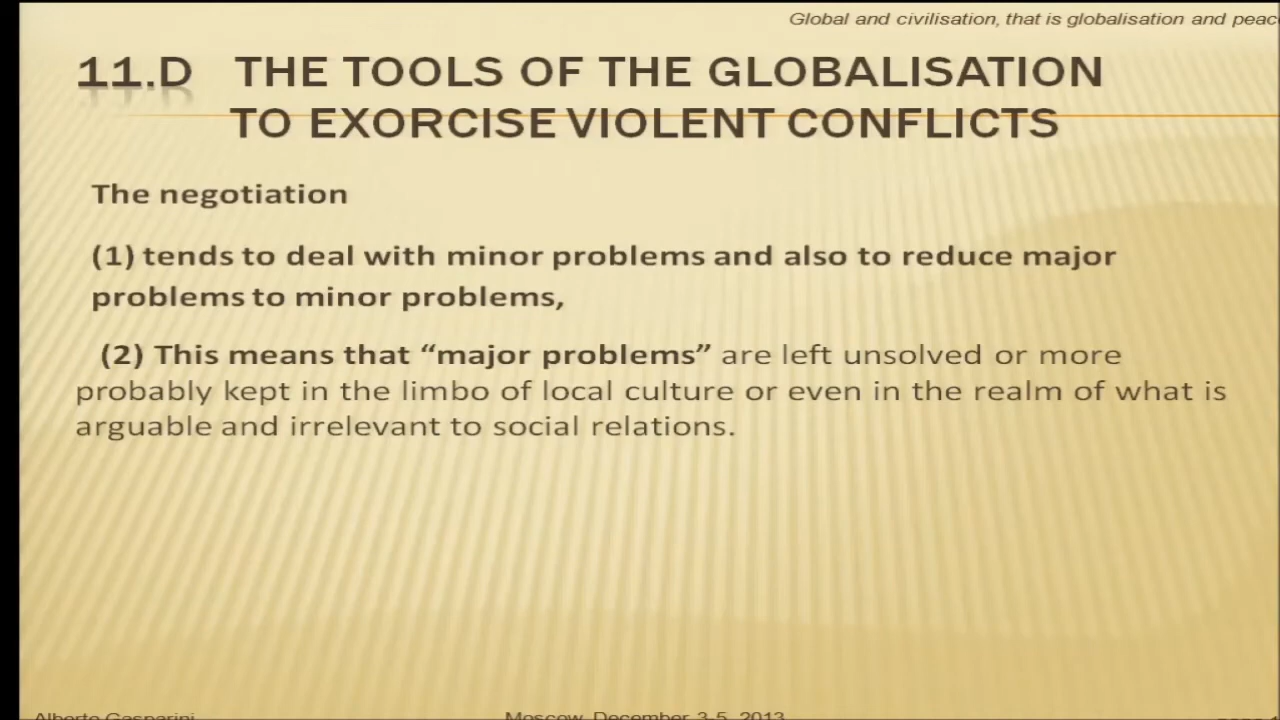 Global and civilisation, that is globalisation and peac
11.D THE TOOLS OF THE GLOBALISATION
TO EXORCISE VIOLENT CONFLICTS
The negotiation
(1) tends to deal with minor problems and also to reduce major
problems to minor problems,
(2) This means that “major problems” are left unsolved or more
probably kept in the limbo of local culture or even in the realm of what is
arguable and irrelevant to social relations.
Alberto Gasparini Moscow, December 3-5, 2013